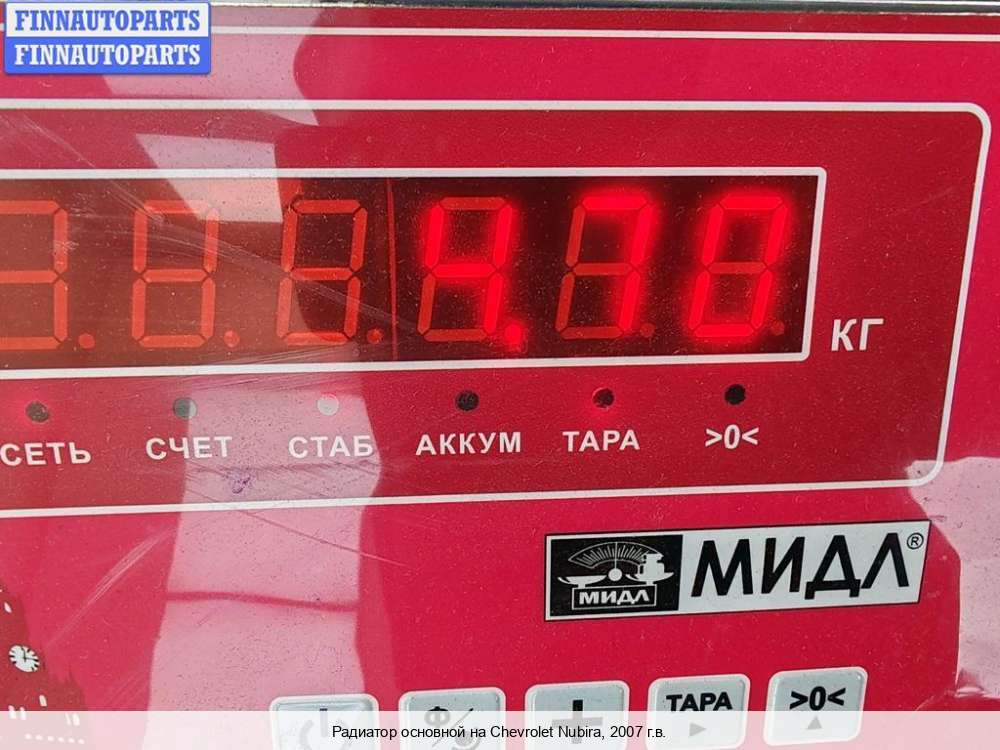 FINNAUTOPARTS
FINNAUTOPARTS
4.70
КГ
СЕТЬ СЧЕТ СТАБ АККУМ ТАРА >0<
МИДЛ МИДЛ®
ТАРА >0<
Радиатор основной на Chevrolet Nubira, 2007 г.в.